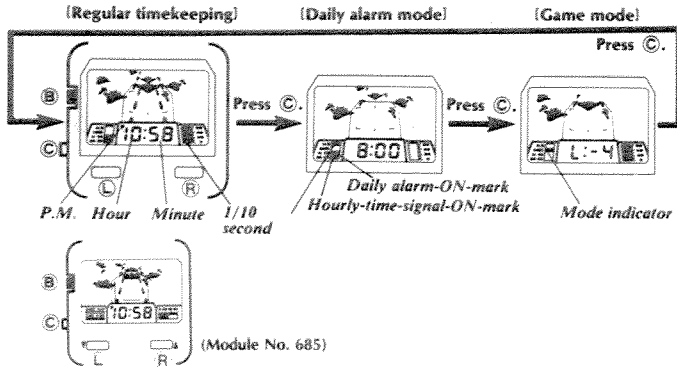 [Regular timekeeping] [Daily alarm mode] [Game mode]
Press Ⓒ.
Ⓑ
Press Ⓒ. Press Ⓒ.
Ⓒ 10:58 8:00 L:-4
Ⓛ Ⓡ
Daily alarm-ON-mark
P.M. Hour Minute 1/10 second
Hourly-time-signal-ON-mark
Mode indicator
Ⓑ
Ⓒ 10:58
L R
(Module No. 685)